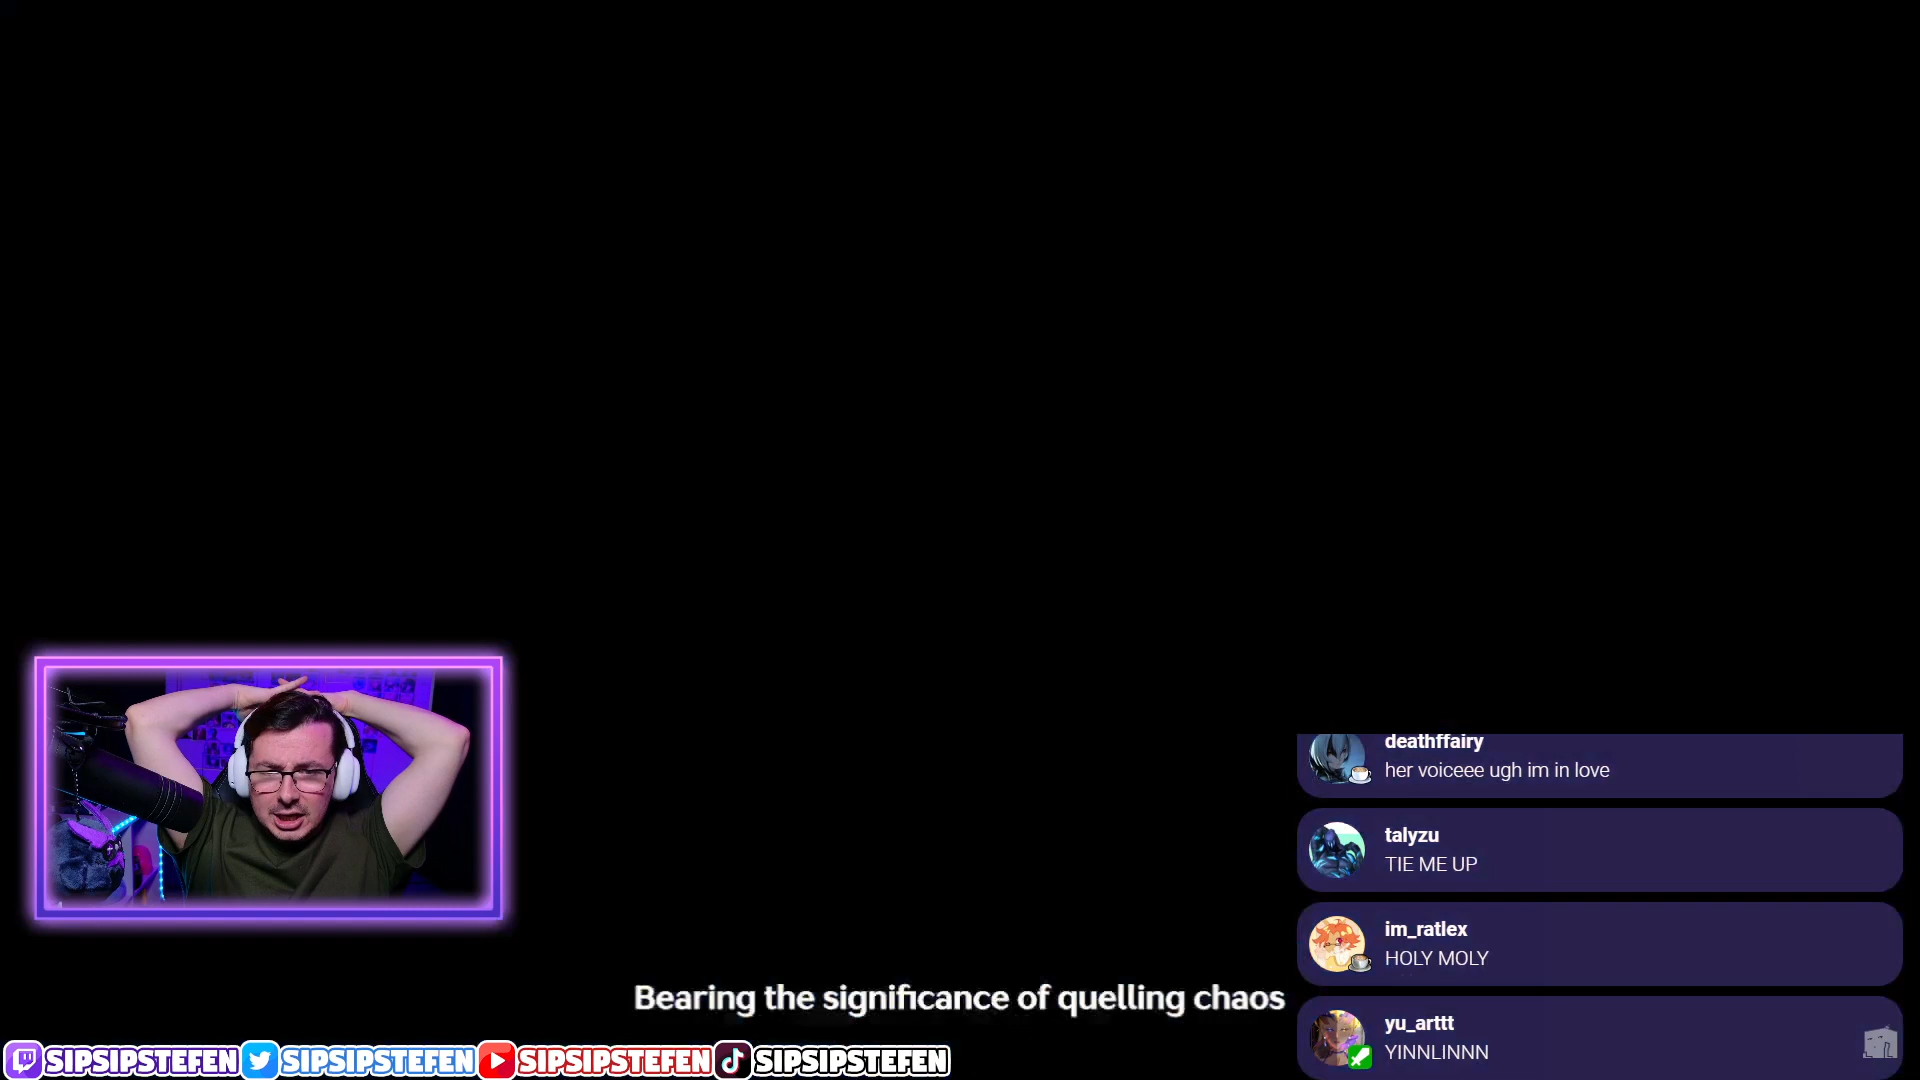 deathffairy
her voiceee ugh im in love
talyzu
TIE ME UP
im_ratlex
HOLY MOLY
Bearing the significance of quelling chaos
yu_arttt
YINNLINNN
SIPSIPSTEFEN SIPSIPSTEFEN SIPSIPSTEFEN SIPSIPSTEFEN